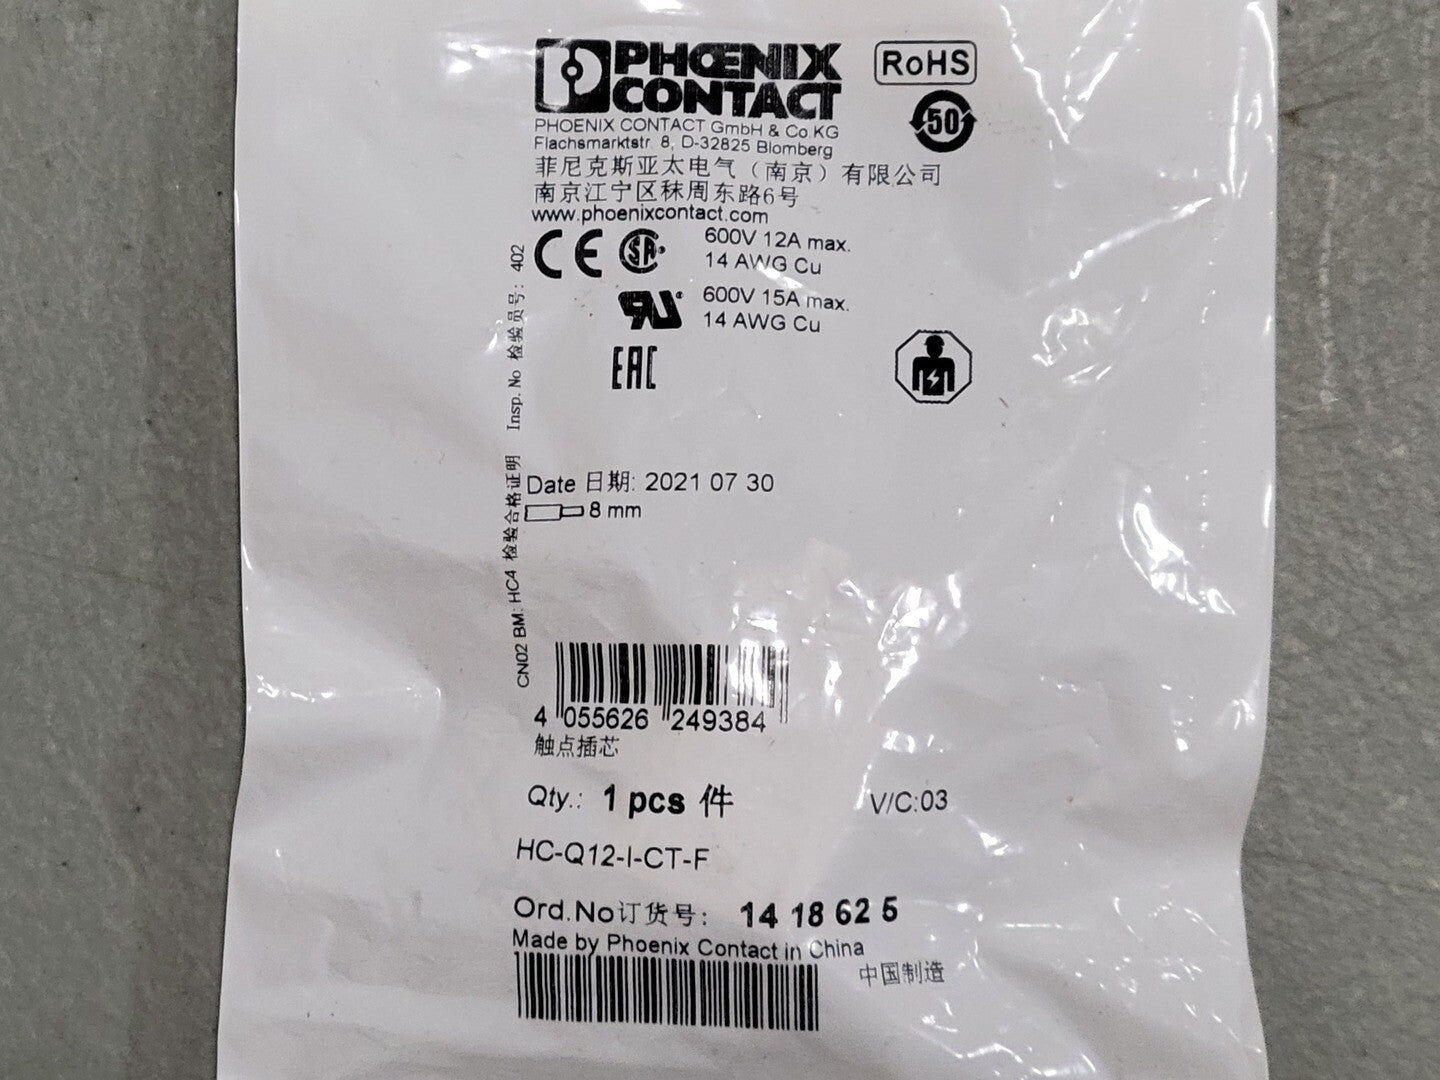 PHŒNIX
CONTACT
RoHS
50
PHOENIX CONTACT GmbH & Co KG
Flachsmarktstr. 8, D-32825 Blomberg
菲尼克斯亚太电气（南京）有限公司
南京江宁区秣周东路6号
www.phoenixcontact.com
CE SA 600V 12A max.
14 AWG Cu
RU 600V 15A max.
14 AWG Cu
EAC
CN02 BM: HC4 检验合格证明 Insp. No 检验员号: 402
Date 日期: 2021 07 30
8 mm
4 055626 249384
触点插芯
Qty.: 1 pcs 件 V/C:03
HC-Q12-I-CT-F
Ord.No订货号: 14 18 62 5
Made by Phoenix Contact in China
中国制造